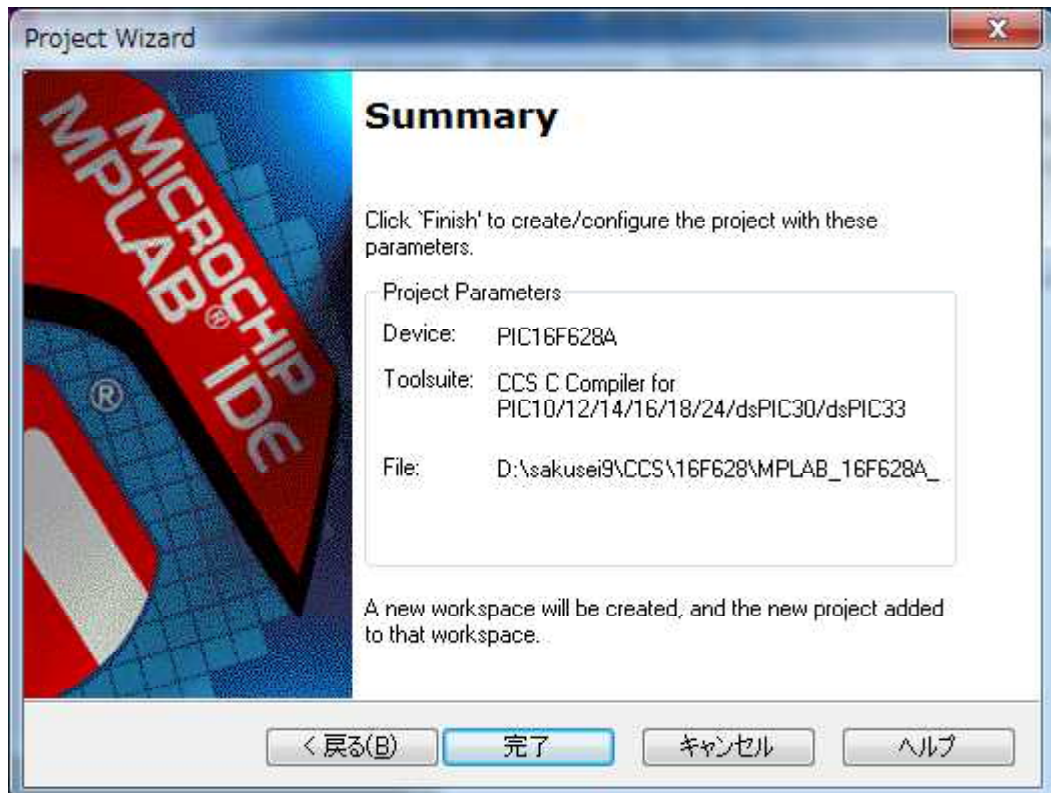 Project Wizard
MICROCHIP
MPLAB® IDE
®
Summary
Click `Finish' to create/configure the project with these
parameters.
Project Parameters
Device: PIC16F628A
Toolsuite: CCS C Compiler for
PIC10/12/14/16/18/24/dsPIC30/dsPIC33
File: D:\sakusei9\CCS\16F628\MPLAB_16F628A_
A new workspace will be created, and the new project added
to that workspace.
< 戻る(B) 完了 キャンセル ヘルプ